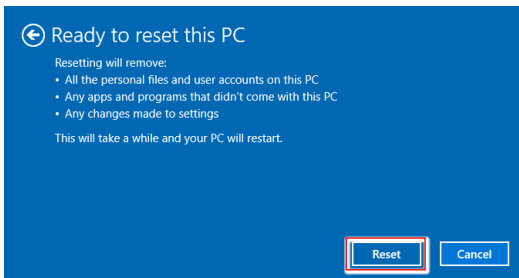 Ready to reset this PC
Resetting will remove:
• All the personal files and user accounts on this PC
• Any apps and programs that didn't come with this PC
• Any changes made to settings
This will take a while and your PC will restart.
Reset
Cancel